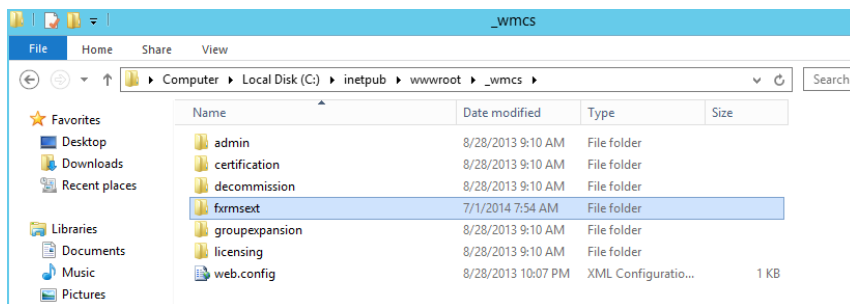 _wmcs
File Home Share View
Computer Local Disk (C:) inetpub wwwroot _wmcs Search
Favorites
Desktop
Downloads
Recent places
Libraries
Documents
Music
Pictures
Name Date modified Type Size
admin 8/28/2013 9:10 AM File folder
certification 8/28/2013 9:10 AM File folder
decommission 8/28/2013 9:10 AM File folder
fxrmsext 7/1/2014 7:54 AM File folder
groupexpansion 8/28/2013 9:10 AM File folder
licensing 8/28/2013 9:10 AM File folder
web.config 8/28/2013 10:07 PM XML Configuratio... 1 KB